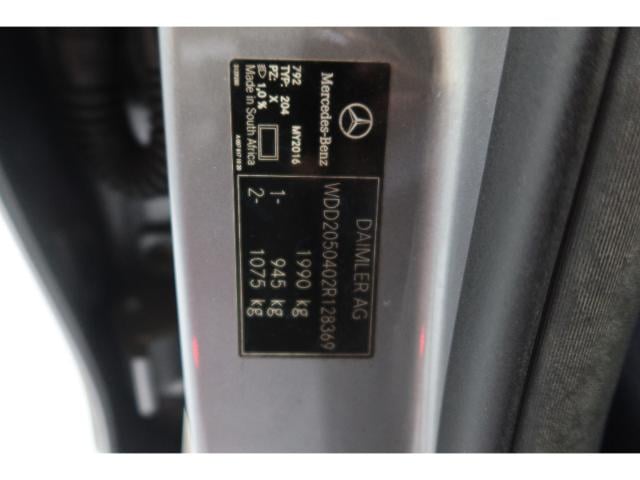 Mercedes-Benz
792 MY2016
TYP: 204
PZ: X
1,0 %
Made in South Africa
DAIMLER AG
WDD2050402R128369
1990 kg
1- 945 kg
2- 1075 kg